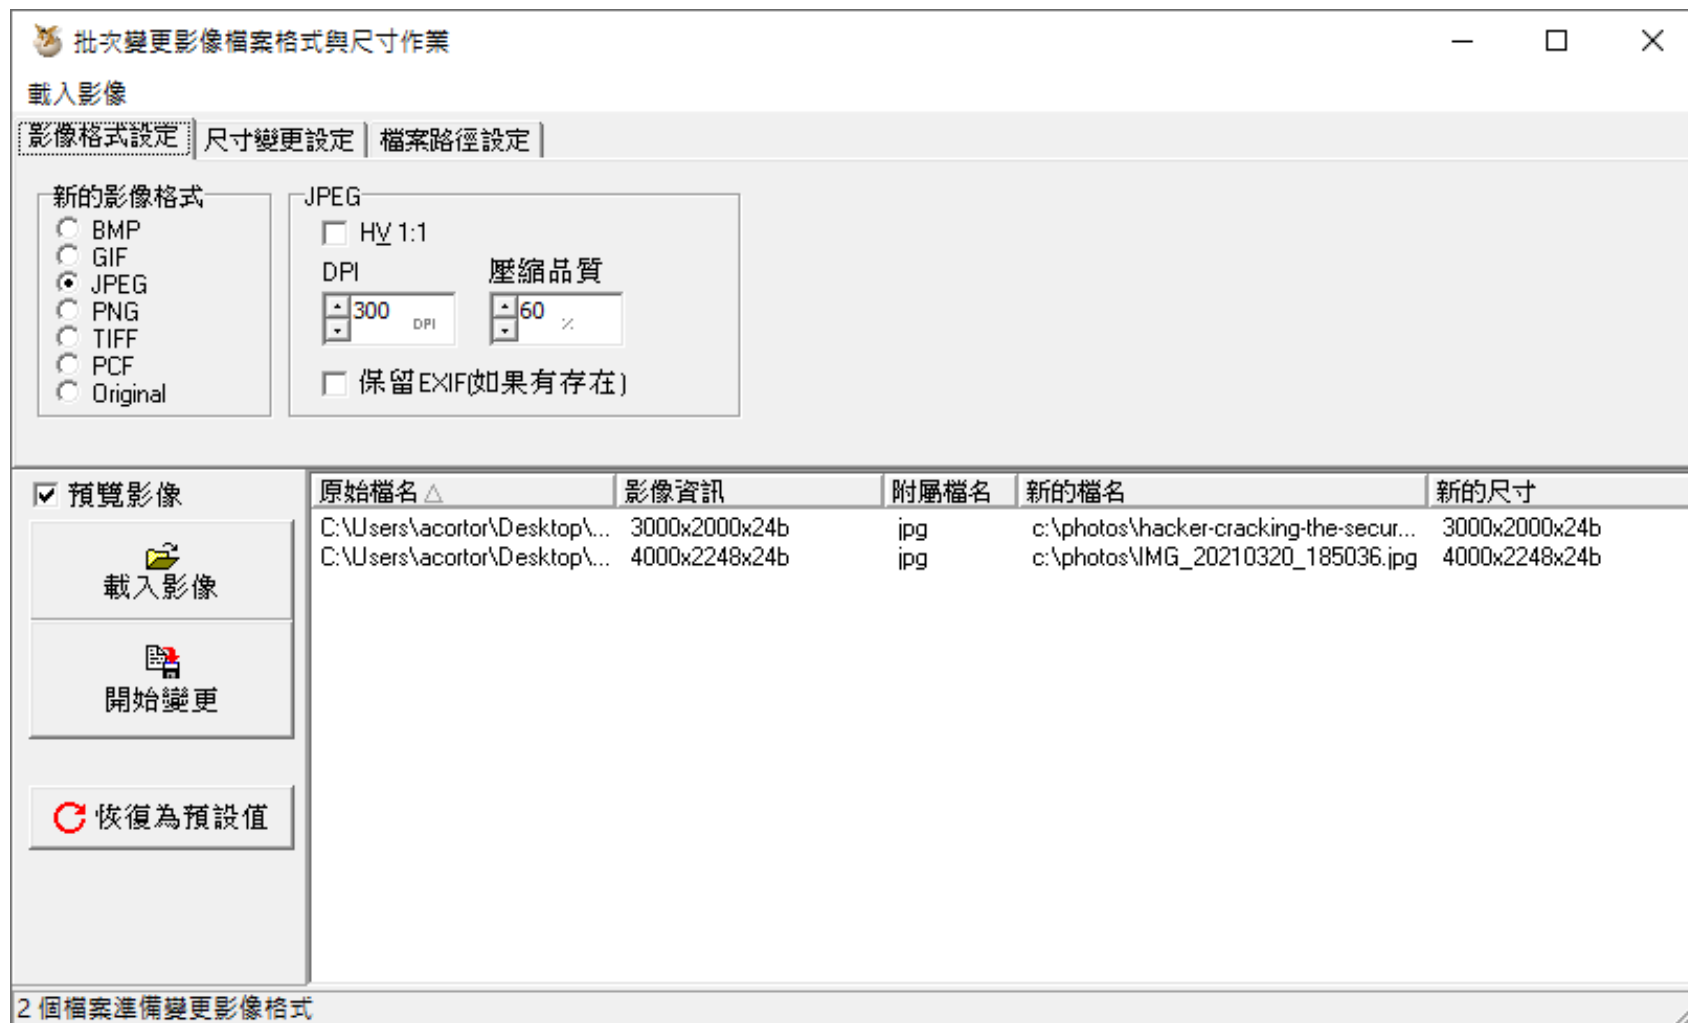 批次變更影像檔案格式與尺寸作業
載入影像
影像格式設定 尺寸變更設定 檔案路徑設定
新的影像格式
BMP
GIF
JPEG
PNG
TIFF
PCF
Original
JPEG
HV 1:1
DPI 壓縮品質
300 DPI 60 %
保留EXIF(如果有存在)
預覽影像
載入影像
開始變更
恢復為預設值
原始檔名 影像資訊 附屬檔名 新的檔名 新的尺寸
C:\Users\acortor\Desktop\... 3000x2000x24b jpg c:\photos\hacker-cracking-the-secur... 3000x2000x24b
C:\Users\acortor\Desktop\... 4000x2248x24b jpg c:\photos\IMG_20210320_185036.jpg 4000x2248x24b
2 個檔案準備變更影像格式